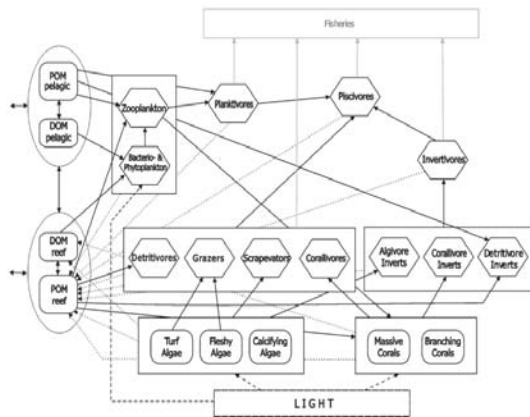 Fisheries
POM
pelagic
DOM
pelagic
Zooplankton
Planktivores
Piscivores
Bacterio- &
Phytoplankton
Invertivores
DOM
reef
POM
reef
Detritivores
Grazers
Scrapevators
Corallivores
Algivore
Inverts
Corallivore
Inverts
Detritivore
Inverts
Turf
Algae
Fleshy
Algae
Calcifying
Algae
Massive
Corals
Branching
Corals
LIGHT